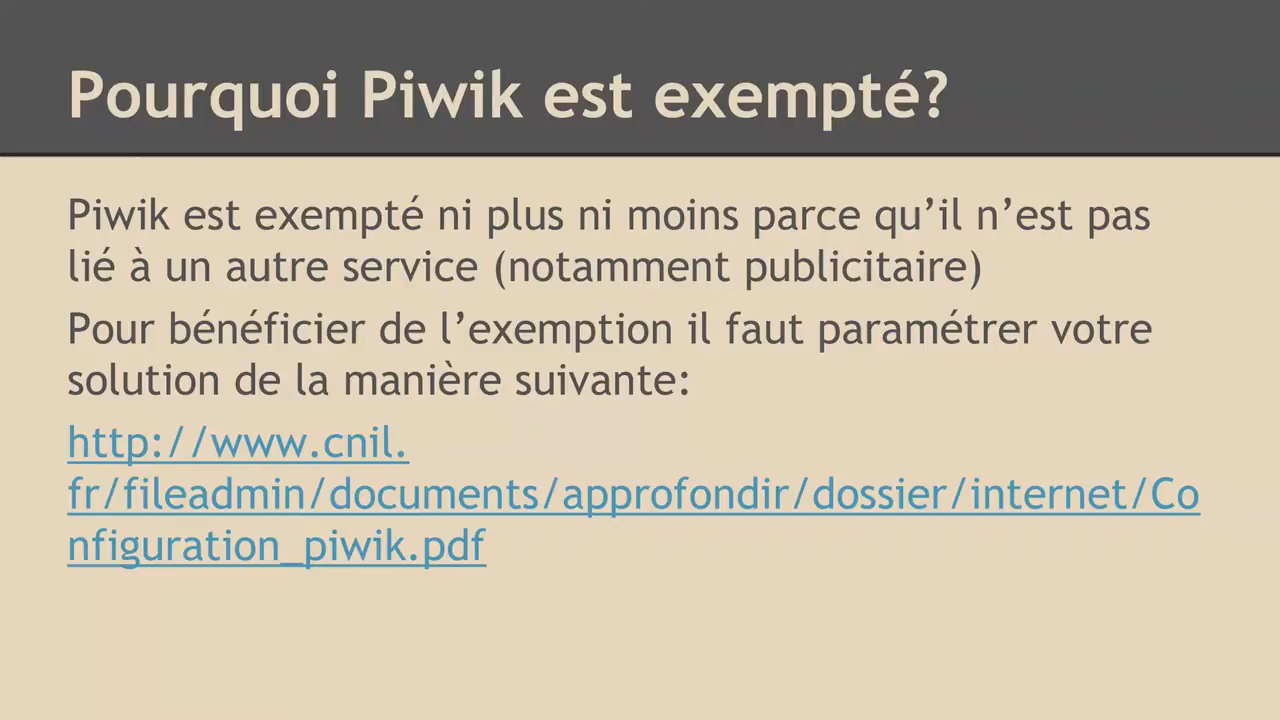 Pourquoi Piwik est exempté?
Piwik est exempté ni plus ni moins parce qu’il n’est pas
lié à un autre service (notamment publicitaire)
Pour bénéficier de l’exemption il faut paramétrer votre
solution de la manière suivante:
http://www.cnil.
fr/fileadmin/documents/approfondir/dossier/internet/Co
nfiguration_piwik.pdf